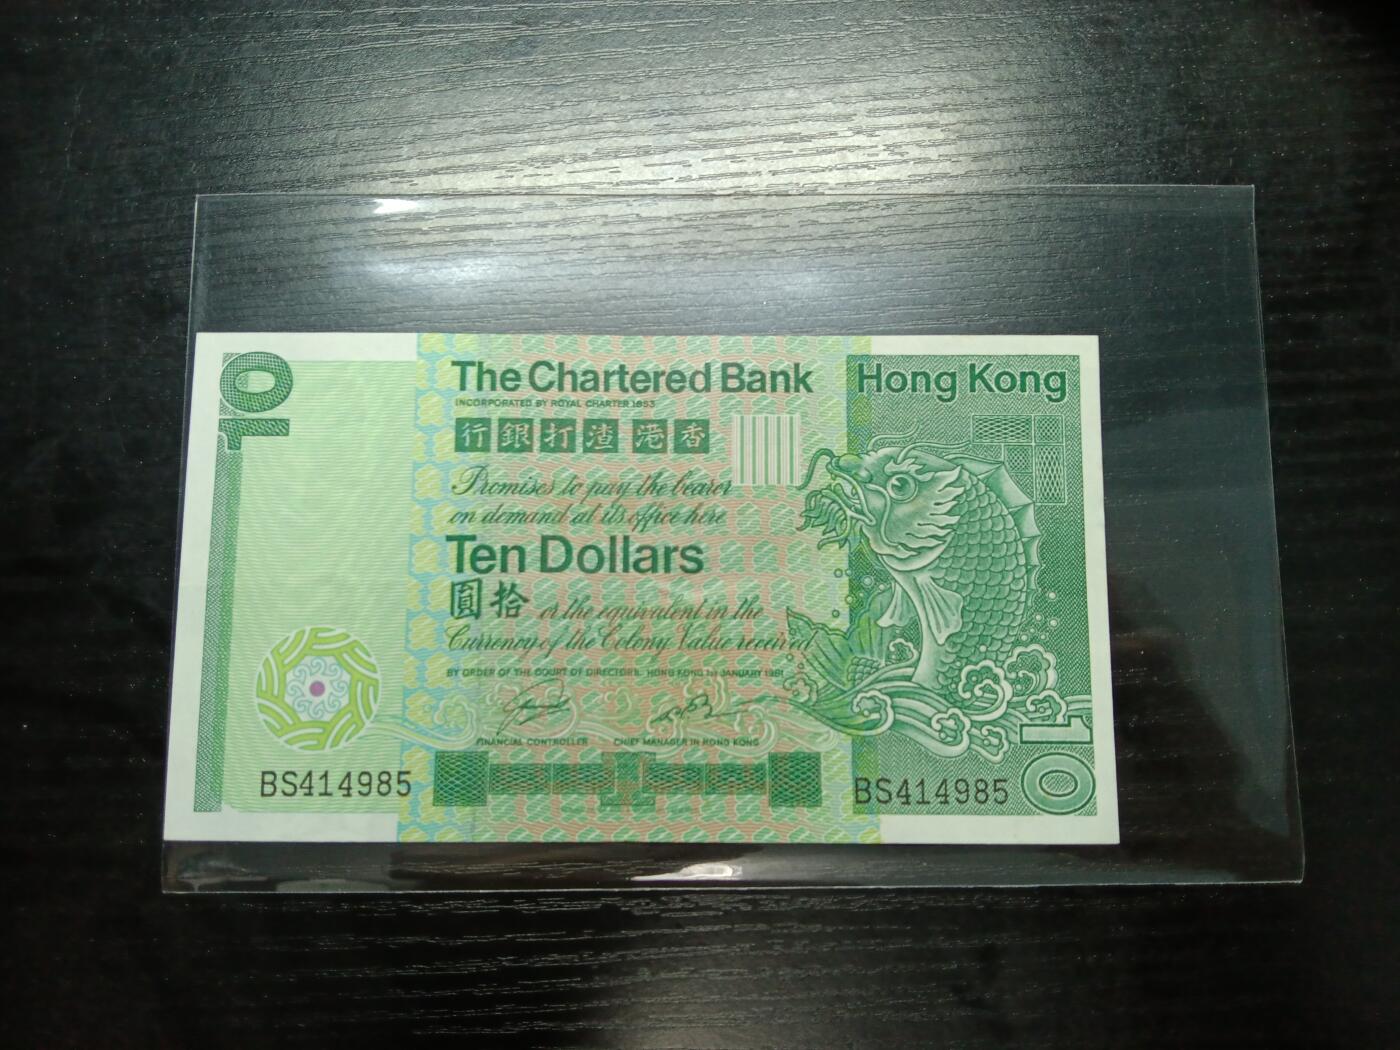 10
The Chartered Bank
Hong Kong
INCORPORATED BY ROYAL CHARTER 1853
行銀打渣 港香
Promises to pay the bearer
on demand at its office here
Ten Dollars
圓拾 or the equivalent in the
Currency of the Colony Value received
BY ORDER OF THE COURT OF DIRECTORS. HONG KONG 1ST JANUARY 1981
FINANCIAL CONTROLLER CHIEF MANAGER IN HONG KONG
BS414985
BS414985
10